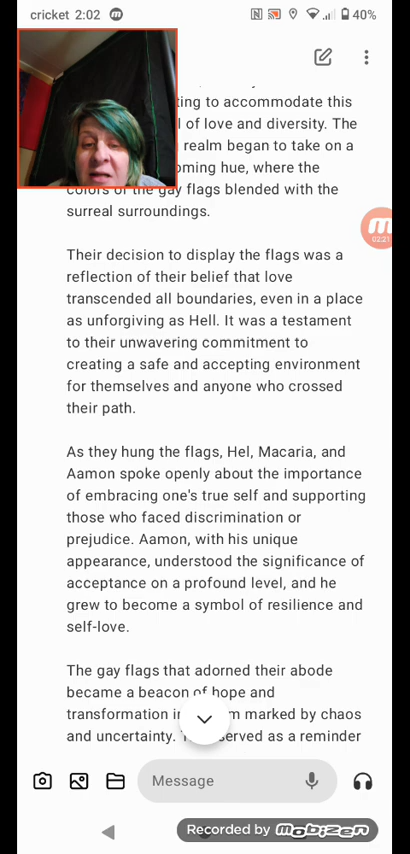 cricket 2:02 40%
ting to accommodate this
l of love and diversity. The
realm began to take on a
oming hue, where the
colors of the gay flags blended with the
surreal surroundings.
02:21
Their decision to display the flags was a
reflection of their belief that love
transcended all boundaries, even in a place
as unforgiving as Hell. It was a testament
to their unwavering commitment to
creating a safe and accepting environment
for themselves and anyone who crossed
their path.
As they hung the flags, Hel, Macaria, and
Aamon spoke openly about the importance
of embracing one's true self and supporting
those who faced discrimination or
prejudice. Aamon, with his unique
appearance, understood the significance of
acceptance on a profound level, and he
grew to become a symbol of resilience and
self-love.
The gay flags that adorned their abode
became a beacon of hope and
transformation in m marked by chaos
and uncertainty. served as a reminder
Message
Recorded by mobizen